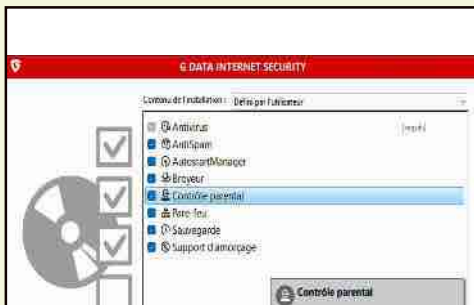 G DATA INTERNET SECURITY
Contenu de l'installation : Défini par l'utilisateur
Antivirus [requis]
AntiSpam
AutostartManager
Broyeur
Contrôle parental
Pare-feu
Sauvegarde
Support d'amorçage
Contrôle parental